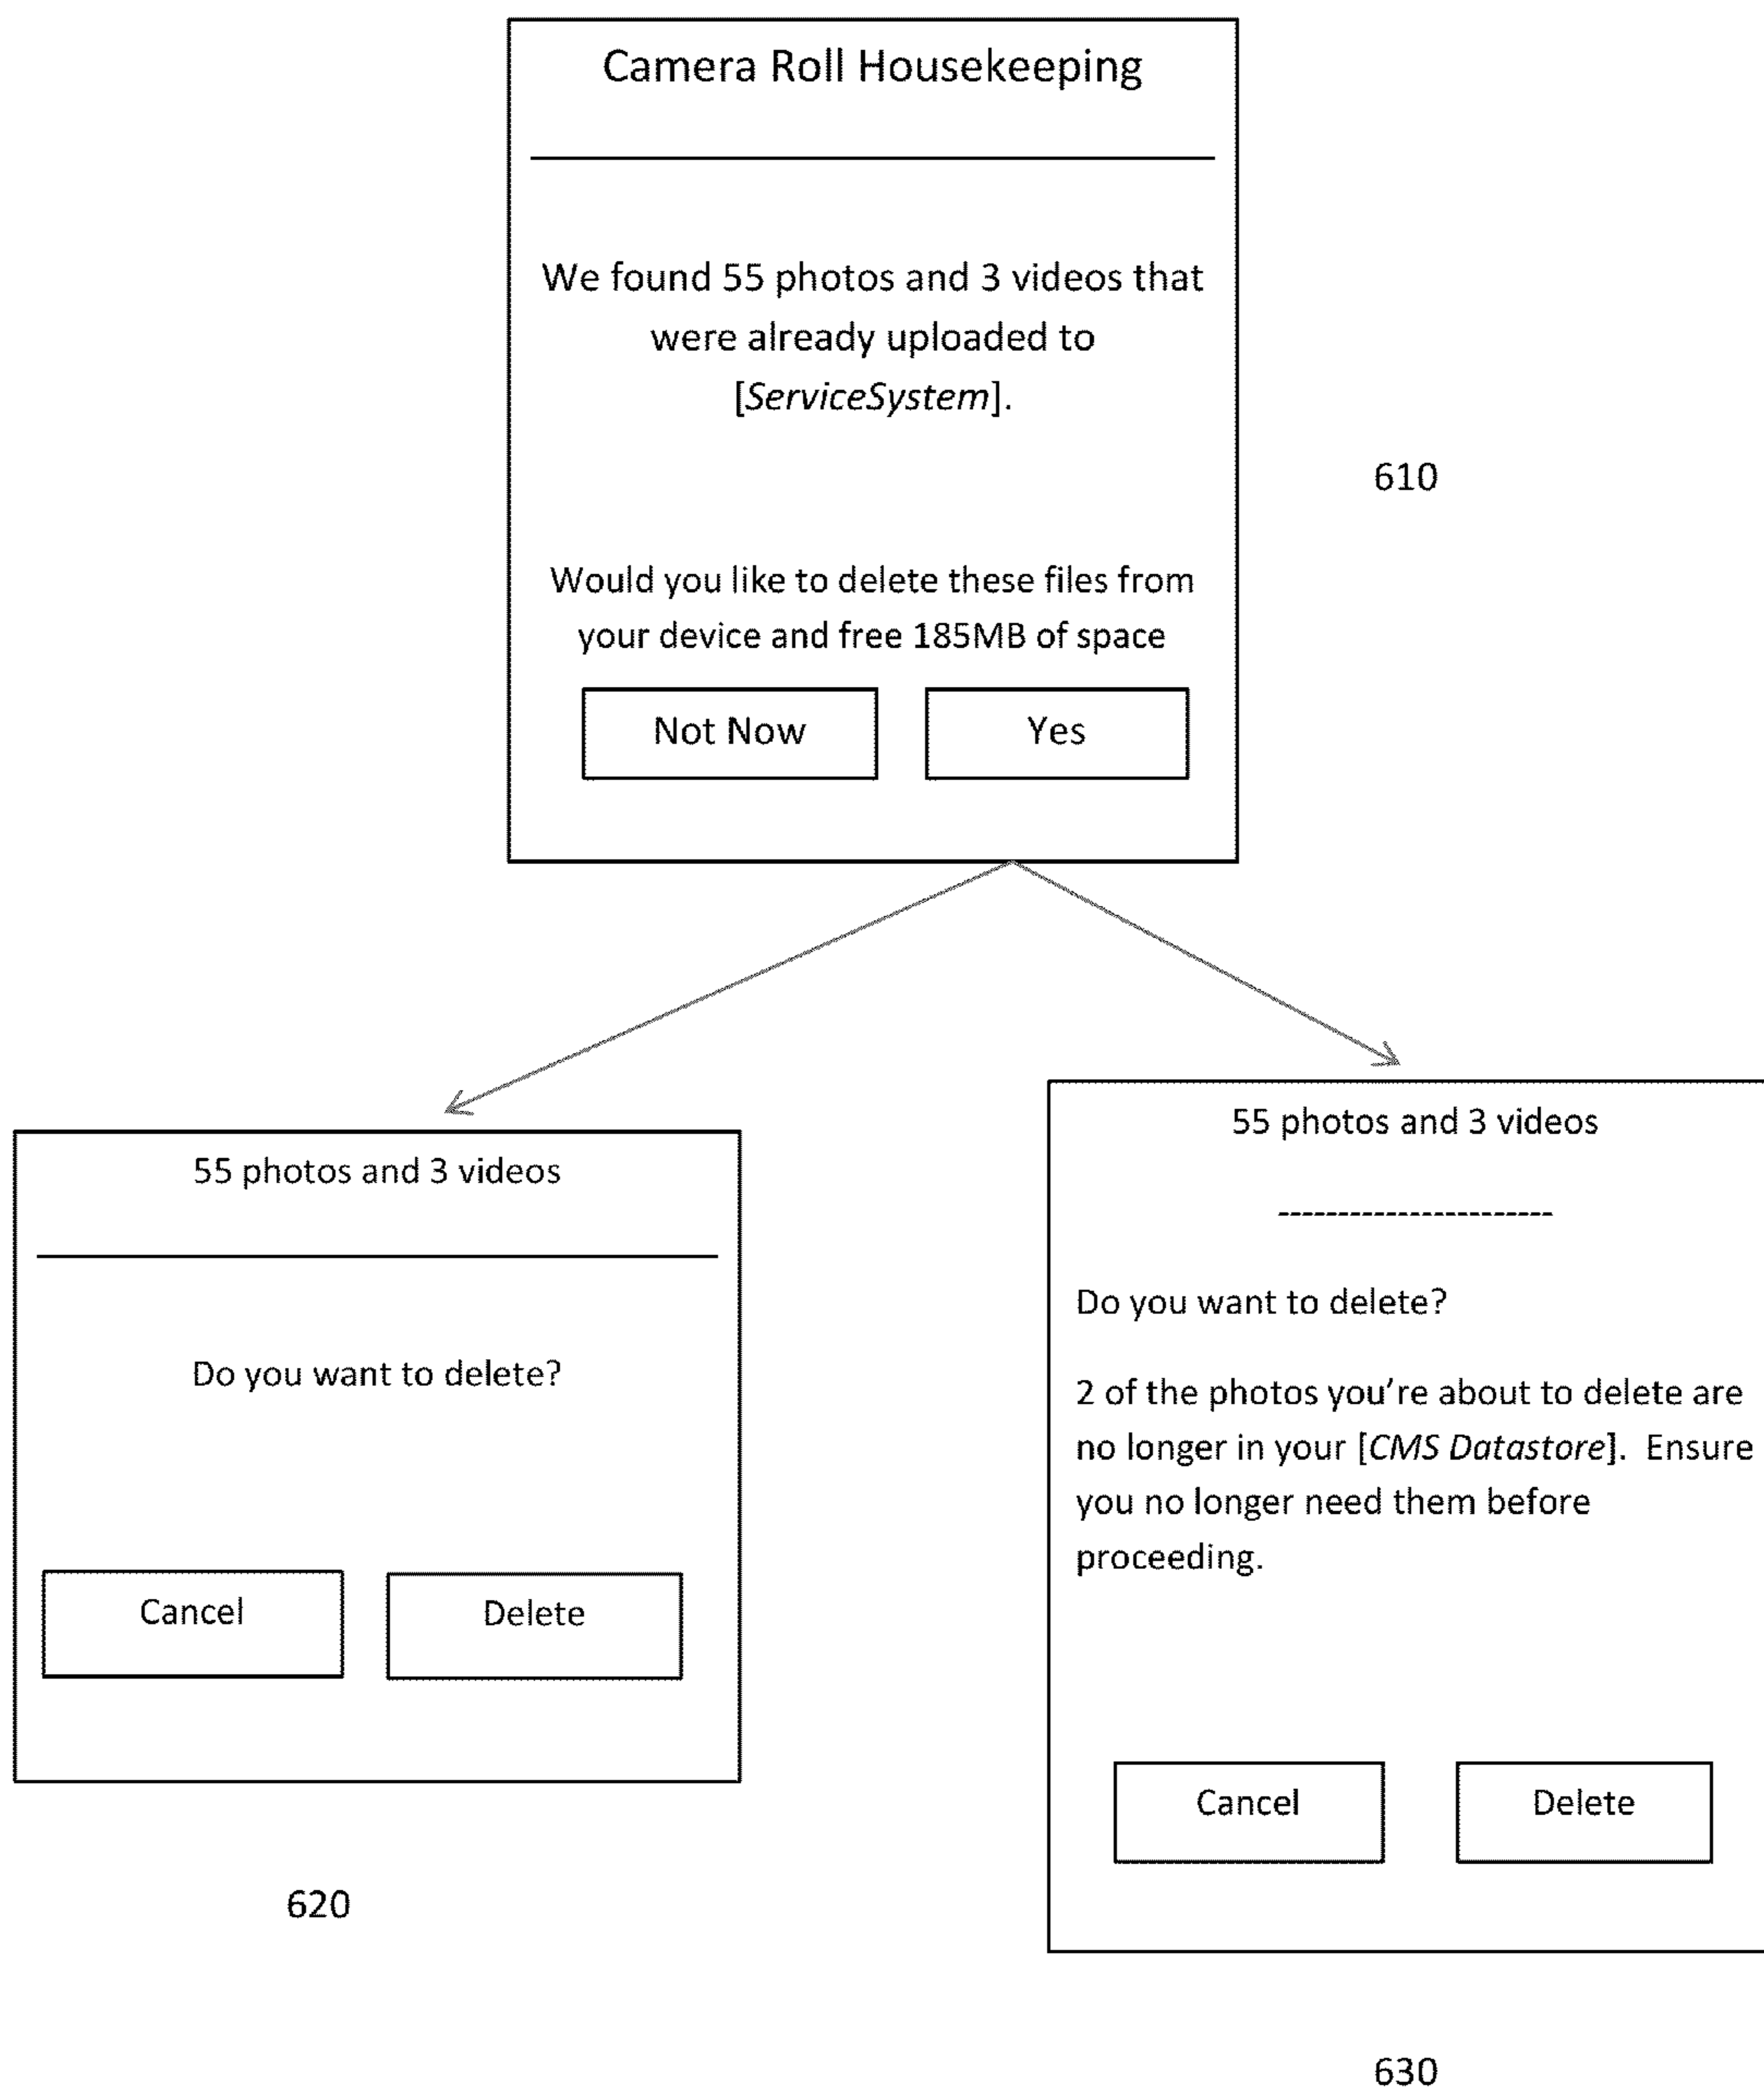 Camera Roll Housekeeping
We found 55 photos and 3 videos that
were already uploaded to
[ServiceSystem].
610
Would you like to delete these files from
your device and free 185MB of space
Not Now
Yes
55 photos and 3 videos
Do you want to delete?
Cancel
Delete
620
55 photos and 3 videos
-----------------------
Do you want to delete?
2 of the photos you’re about to delete are
no longer in your [CMS Datastore].  Ensure
you no longer need them before
proceeding.
Cancel
Delete
630